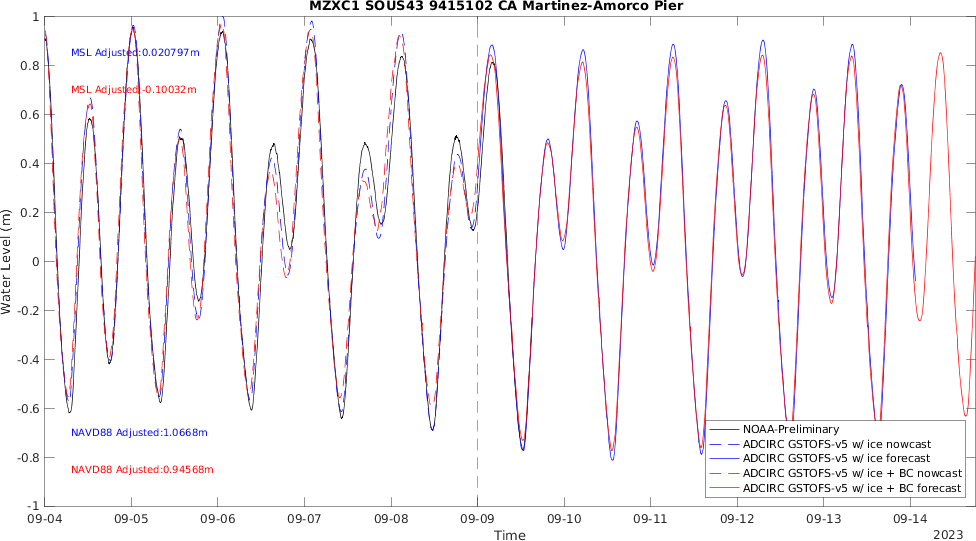 MZXC1 SOUS43 9415102 CA Martinez-Amorco Pier
1
0.8
0.6
0.4
0.2
0
-0.2
-0.4
-0.6
-0.8
-1
Water Level (m)
MSL Adjusted:0.020797m
MSL Adjusted:-0.10032m
NAVD88 Adjusted:1.0668m
NAVD88 Adjusted:0.94568m
NOAA-Preliminary
ADCIRC GSTOFS-v5 w/ ice nowcast
ADCIRC GSTOFS-v5 w/ ice forecast
ADCIRC GSTOFS-v5 w/ ice + BC nowcast
ADCIRC GSTOFS-v5 w/ ice + BC forecast
09-04 09-05 09-06 09-07 09-08 09-09 09-10 09-11 09-12 09-13 09-14
Time
2023